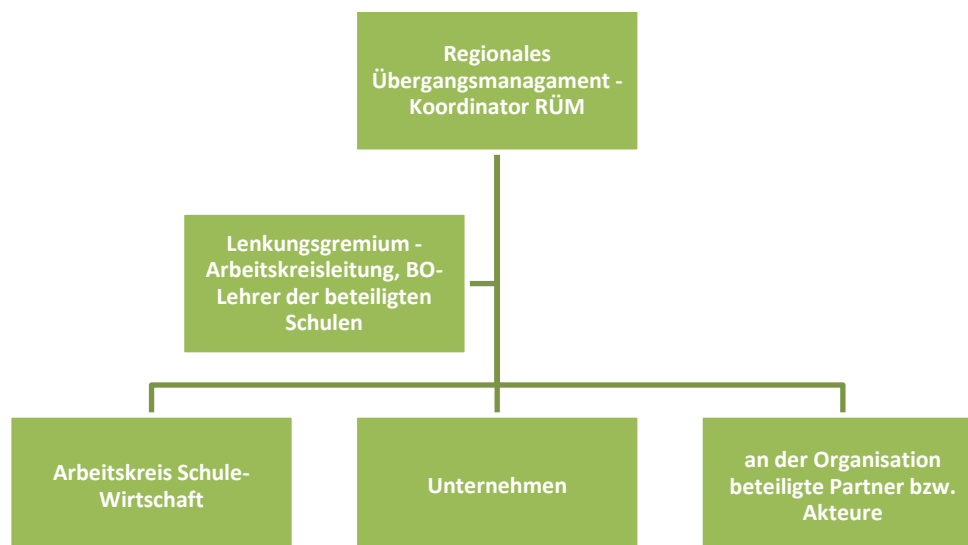 Regionales
Übergangsmanagament -
Koordinator RÜM
Lenkungsgremium -
Arbeitskreisleitung, BO-
Lehrer der beteiligten
Schulen
Arbeitskreis Schule-
Wirtschaft
Unternehmen
an der Organisation
beteiligte Partner bzw.
Akteure